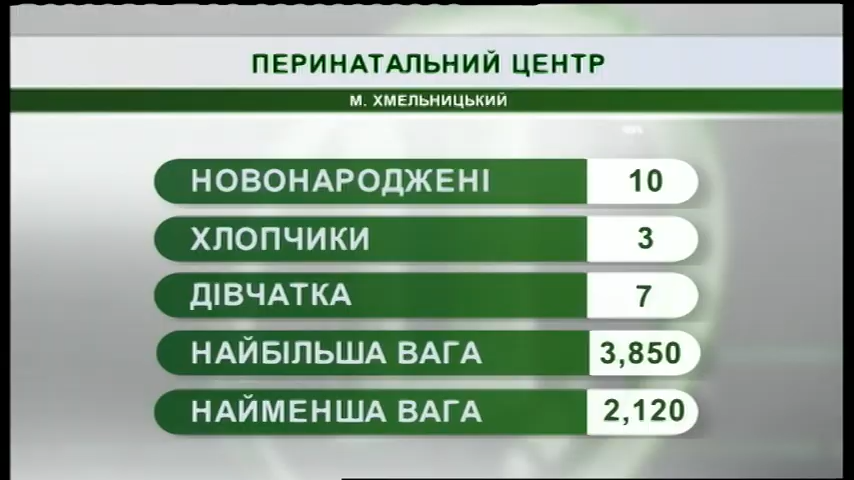 ПЕРИНАТАЛЬНИЙ ЦЕНТР
М. ХМЕЛЬНИЦЬКИЙ
НОВОНАРОДЖЕНІ 10
ХЛОПЧИКИ 3
ДІВЧАТКА 7
НАЙБІЛЬША ВАГА 3,850
НАЙМЕНША ВАГА 2,120